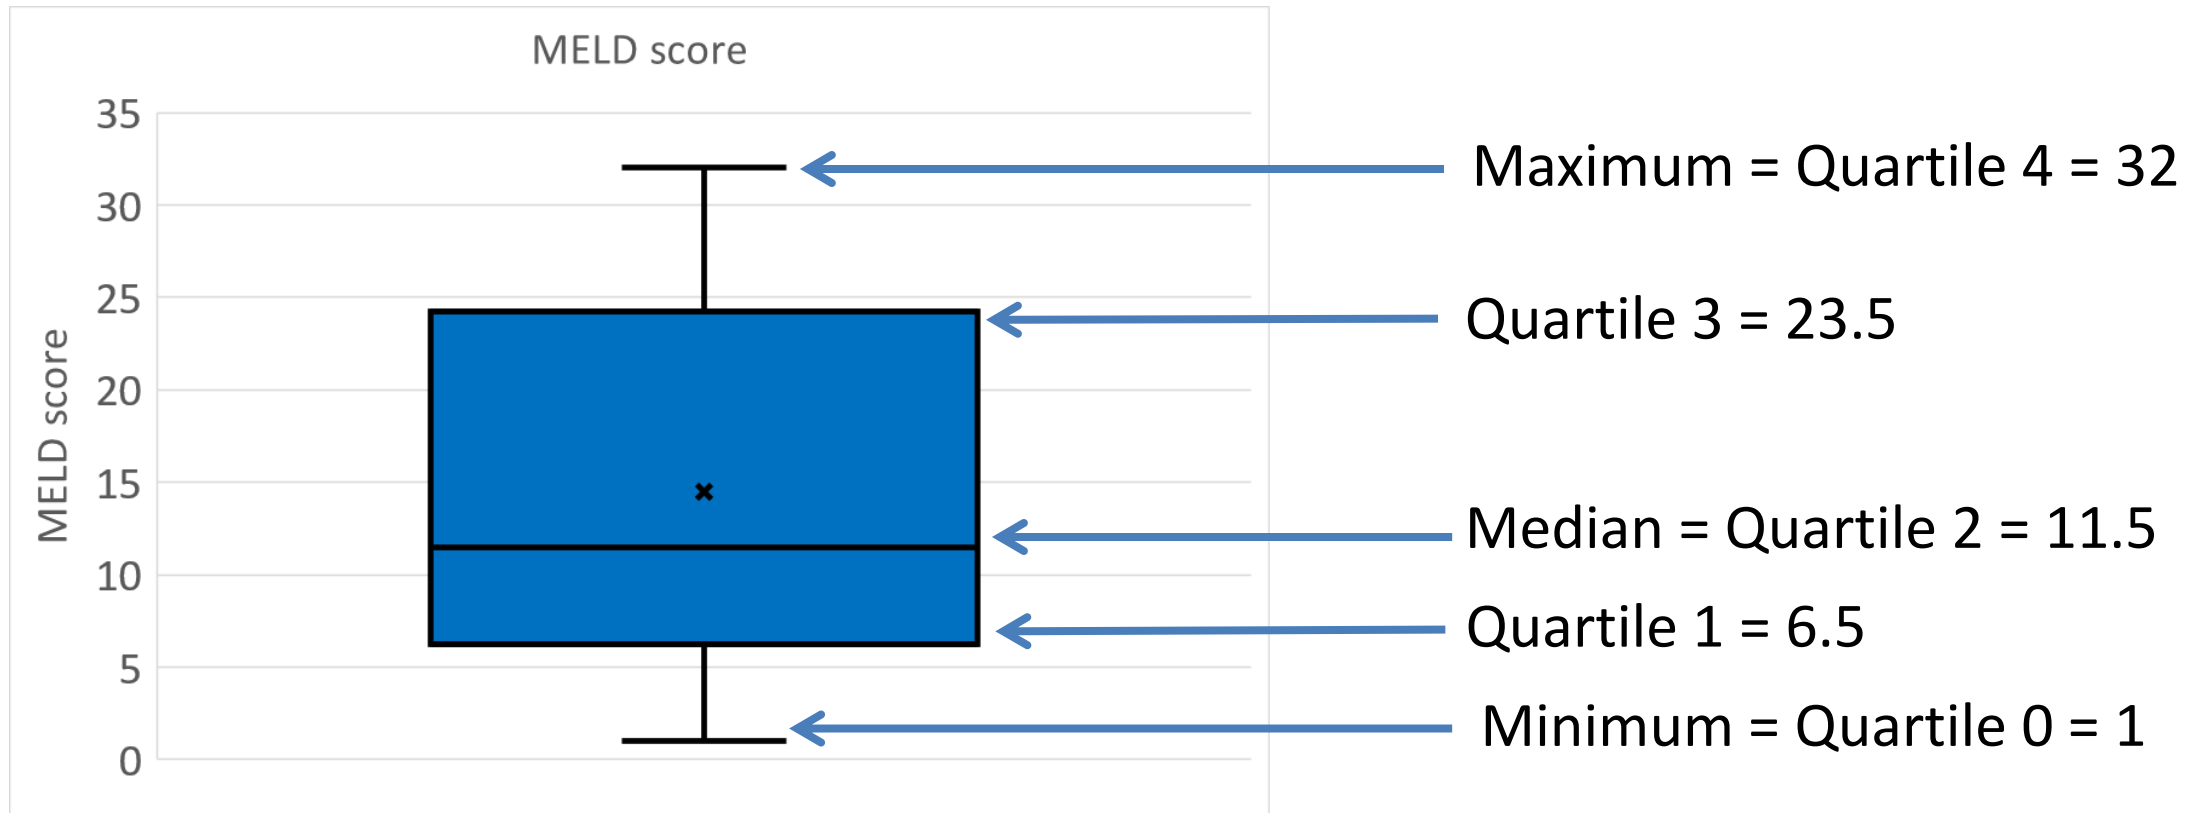 MELD score
35
30
25
20
15
10
5
0
MELD score
Maximum = Quartile 4 = 32
Quartile 3 = 23.5
Median = Quartile 2 = 11.5
Quartile 1 = 6.5
Minimum = Quartile 0 = 1